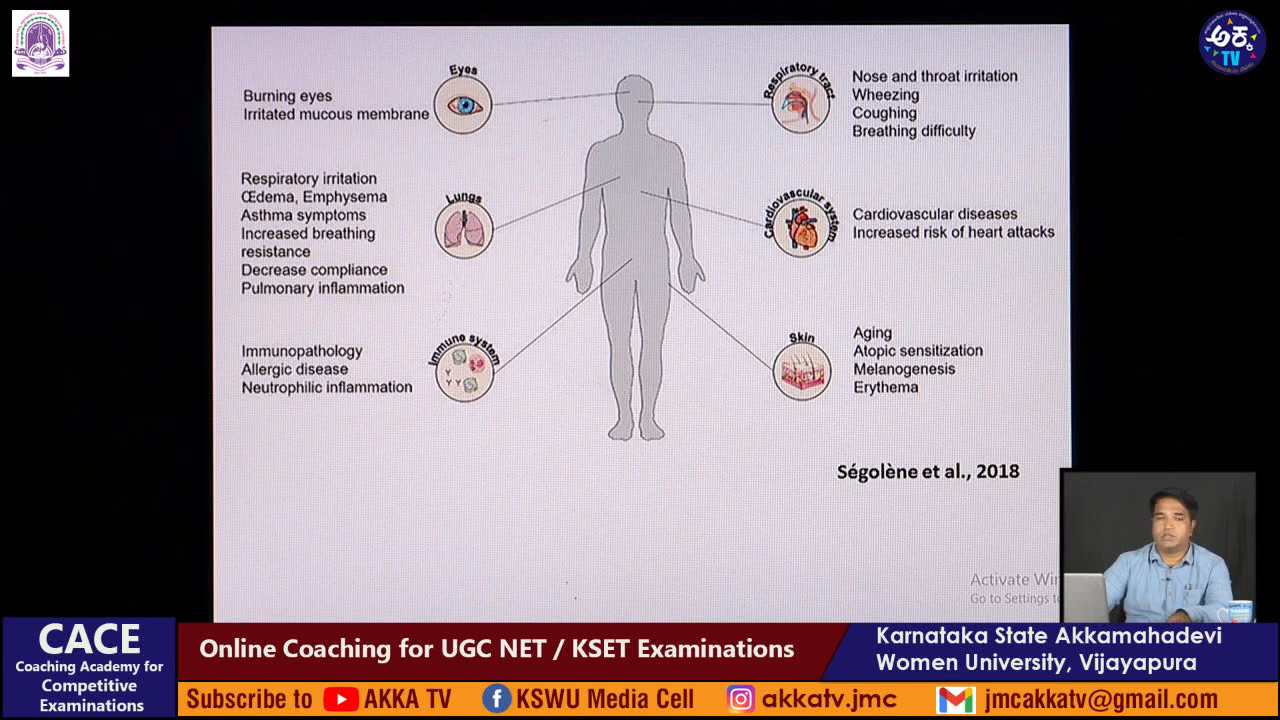 ಅಕ್ಕ
TV
Eyes
Burning eyes
Irritated mucous membrane
Respiratory tract
Nose and throat irritation
Wheezing
Coughing
Breathing difficulty
Lungs
Respiratory irritation
Œdema, Emphysema
Asthma symptoms
Increased breathing
resistance
Decrease compliance
Pulmonary inflammation
Cardiovascular system
Cardiovascular diseases
Increased risk of heart attacks
Immune system
Immunopathology
Allergic disease
Neutrophilic inflammation
Skin
Aging
Atopic sensitization
Melanogenesis
Erythema
Ségolène et al., 2018
Activate Win
Go to Settings to
CACE
Coaching Academy for
Competitive
Examinations
Online Coaching for UGC NET / KSET Examinations
Karnataka State Akkamahadevi
Women University, Vijayapura
Subscribe to AKKA TV KSWU Media Cell akkatv.jmc jmcakkatv@gmail.com